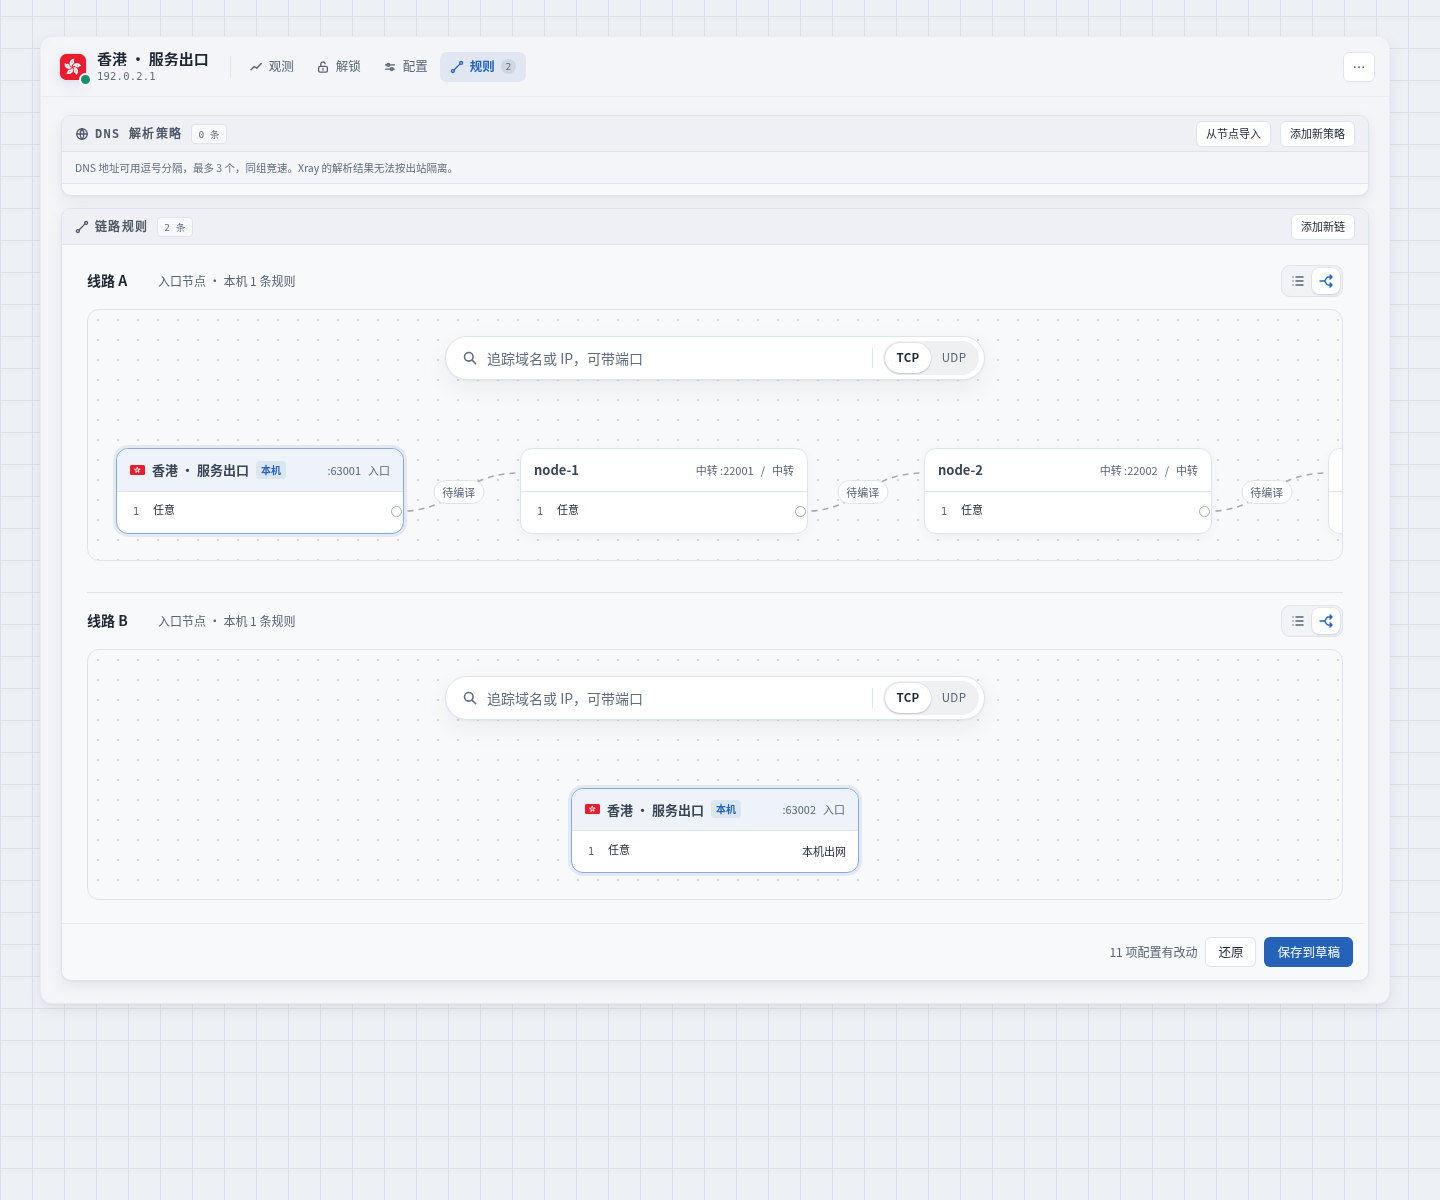 香港 · 服务出口
192.0.2.1
观测
解锁
配置
规则 2
...
DNS 解析策略 0 条
从节点导入
添加新策略
DNS 地址可用逗号分隔，最多 3 个，同组竞速。Xray 的解析结果无法按出站隔离。
链路规则 2 条
添加新链
线路 A
入口节点 · 本机 1 条规则
追踪域名或 IP，可带端口
TCP
UDP
香港 · 服务出口 本机 :63001 入口
1 任意
待编译
node-1 中转 :22001 / 中转
1 任意
待编译
node-2 中转 :22002 / 中转
1 任意
待编译
线路 B
入口节点 · 本机 1 条规则
追踪域名或 IP，可带端口
TCP
UDP
香港 · 服务出口 本机 :63002 入口
1 任意 本机出网
11 项配置有改动
还原
保存到草稿